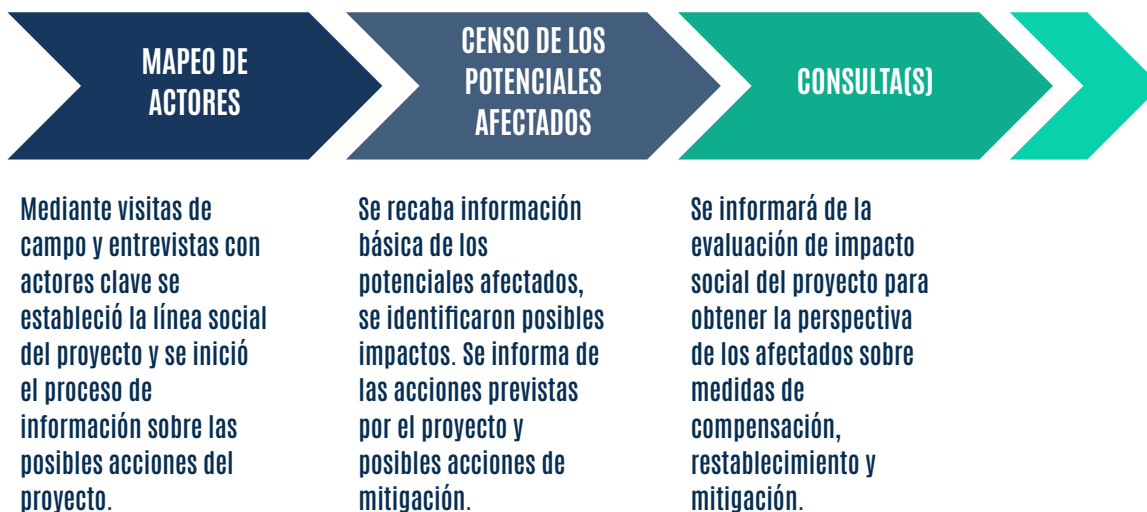 MAPEO DE
ACTORES
CENSO DE LOS
POTENCIALES
AFECTADOS
CONSULTA(S)
Mediante visitas de
campo y entrevistas con
actores clave se
estableció la línea social
del proyecto y se inició
el proceso de
información sobre las
posibles acciones del
proyecto.
Se recaba información
básica de los
potenciales afectados,
se identificaron posibles
impactos. Se informa de
las acciones previstas
por el proyecto y
posibles acciones de
mitigación.
Se informará de la
evaluación de impacto
social del proyecto para
obtener la perspectiva
de los afectados sobre
medidas de
compensación,
restablecimiento y
mitigación.